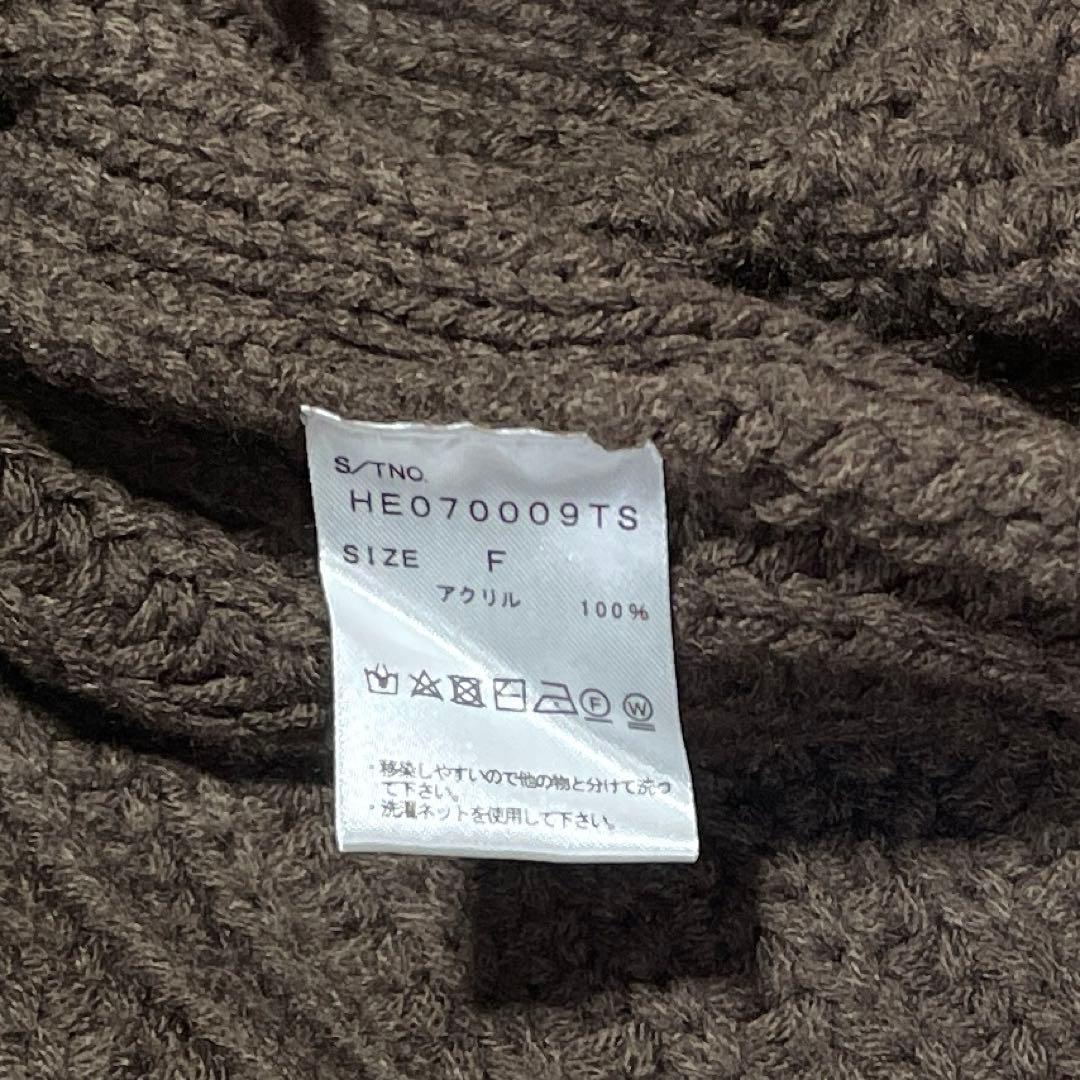 S/TNO.
HE070009TS
SIZE F
アクリル 100%
F W
・移染しやすいので他の物と分けて洗っ
て下さい。
・洗濯ネットを使用して下さい。